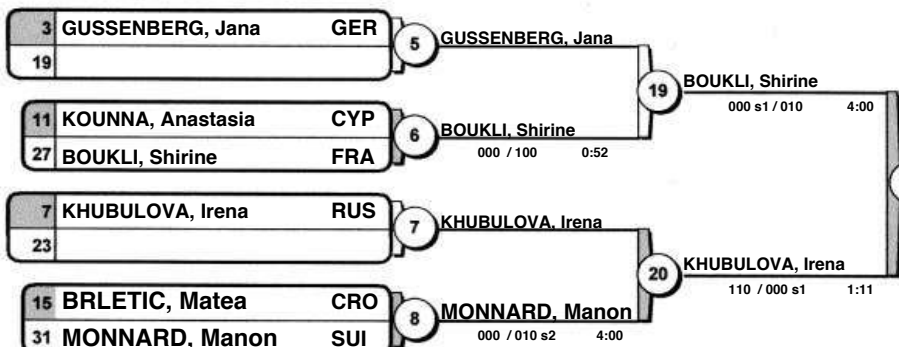 3 GUSSENBERG, Jana GER
19
5
GUSSENBERG, Jana
11 KOUNNA, Anastasia CYP
27 BOUKLI, Shirine FRA
6
BOUKLI, Shirine
000 / 100 0:52
19
BOUKLI, Shirine
000 s1 / 010 4:00
7 KHUBULOVA, Irena RUS
23
7
KHUBULOVA, Irena
15 BRLETIC, Matea CRO
31 MONNARD, Manon SUI
8
MONNARD, Manon
000 / 010 s2 4:00
20
KHUBULOVA, Irena
110 / 000 s1 1:11